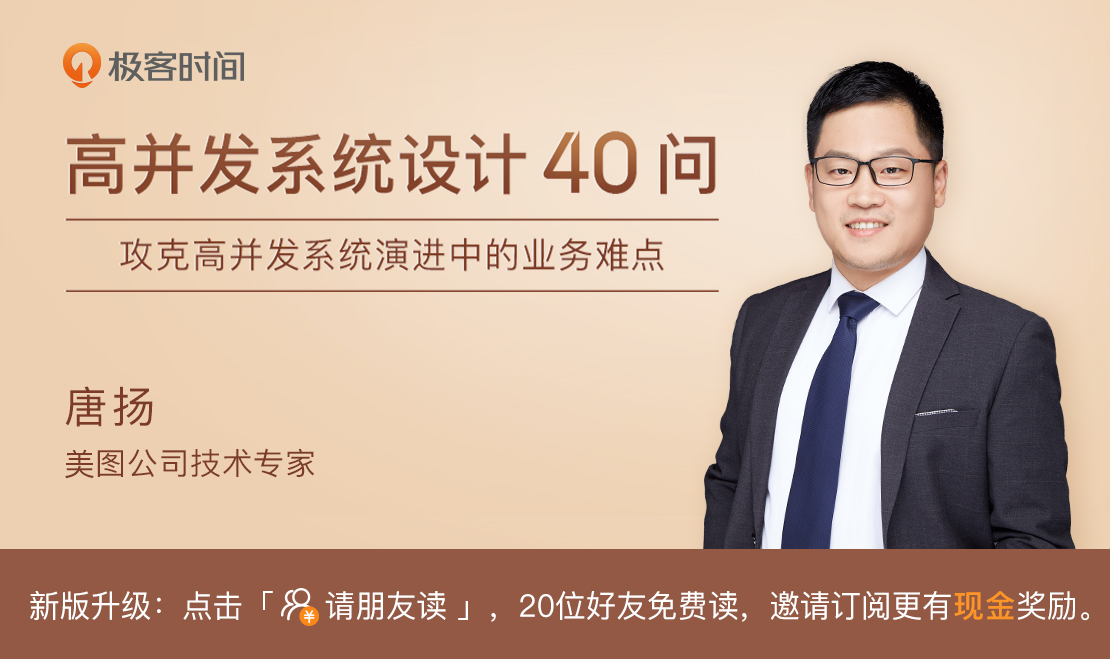 极客时间
高并发系统设计 40 问
攻克高并发系统演进中的业务难点
唐扬
美图公司技术专家
新版升级：点击「 ¥ 请朋友读 」，20位好友免费读，邀请订阅更有现金奖励。